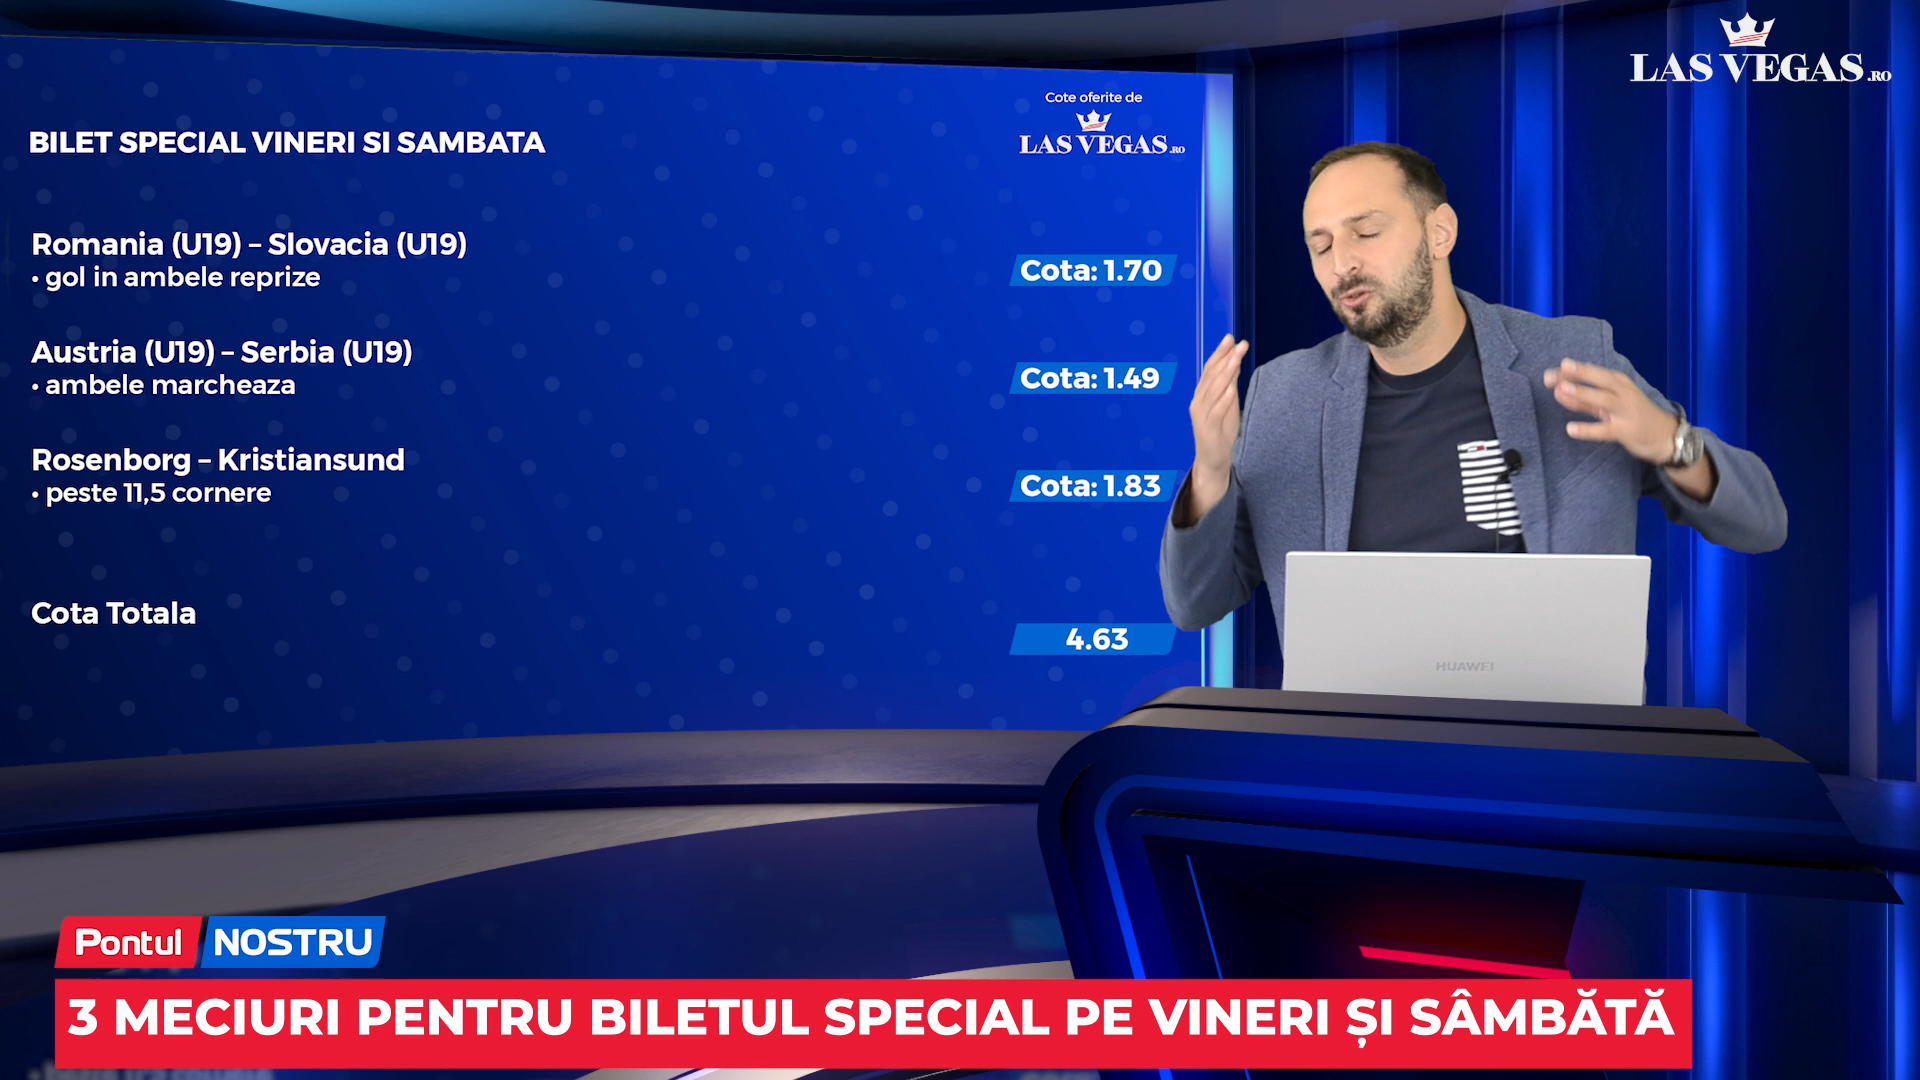 LAS VEGAS.RO
Cote oferite de
LAS VEGAS.RO
BILET SPECIAL VINERI SI SAMBATA
Romania (U19) – Slovacia (U19)
• gol in ambele reprize
Cota: 1.70
Austria (U19) – Serbia (U19)
• ambele marcheaza
Cota: 1.49
Rosenborg – Kristiansund
• peste 11,5 cornere
Cota: 1.83
Cota Totala
4.63
HUAWEI
Pontul NOSTRU
3 MECIURI PENTRU BILETUL SPECIAL PE VINERI ȘI SÂMBĂTĂ